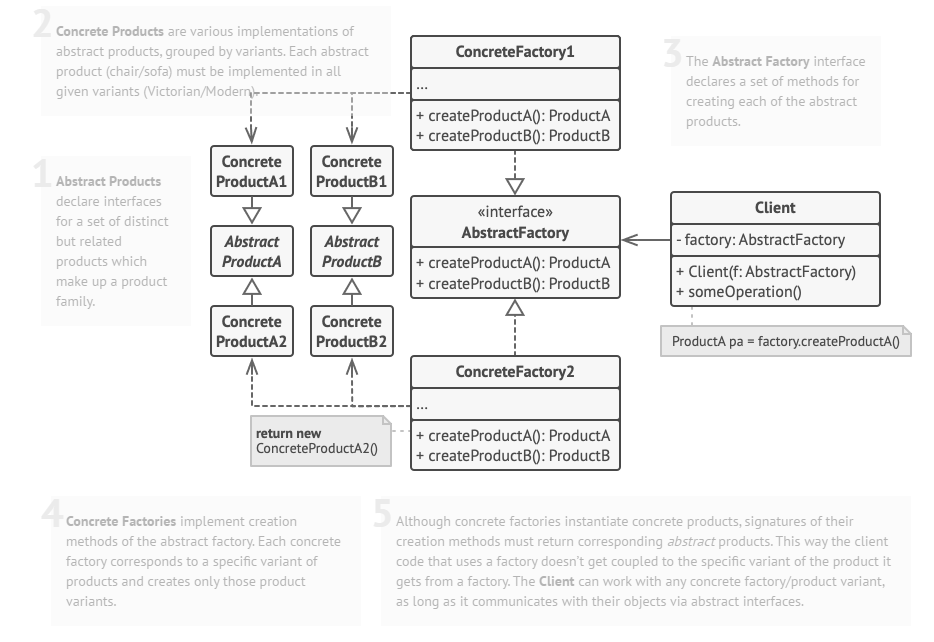 2
Concrete Products are various implementations of
abstract products, grouped by variants. Each abstract
product (chair/sofa) must be implemented in all
given variants (Victorian/Modern).
ConcreteFactory1
...
+ createProductA(): ProductA
+ createProductB(): ProductB
3
The Abstract Factory interface
declares a set of methods for
creating each of the abstract
products.
1
Abstract Products
declare interfaces
for a set of distinct
but related
products which
make up a product
family.
Concrete
ProductA1
Concrete
ProductB1
Abstract
ProductA
Abstract
ProductB
Concrete
ProductA2
Concrete
ProductB2
«interface»
AbstractFactory
+ createProductA(): ProductA
+ createProductB(): ProductB
Client
- factory: AbstractFactory
+ Client(f: AbstractFactory)
+ someOperation()
ProductA pa = factory.createProductA()
ConcreteFactory2
...
+ createProductA(): ProductA
+ createProductB(): ProductB
return new
ConcreteProductA2()
4
Concrete Factories implement creation
methods of the abstract factory. Each concrete
factory corresponds to a specific variant of
products and creates only those product
variants.
5
Although concrete factories instantiate concrete products, signatures of their
creation methods must return corresponding abstract products. This way the client
code that uses a factory doesn't get coupled to the specific variant of the product it
gets from a factory. The Client can work with any concrete factory/product variant,
as long as it communicates with their objects via abstract interfaces.